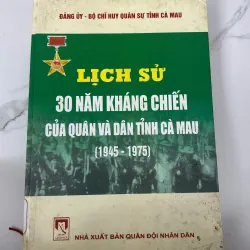 ĐẢNG ỦY - BỘ CHỈ HUY QUÂN SỰ TỈNH CÀ MAU
LỊCH SỬ
30 NĂM KHÁNG CHIẾN
CỦA QUÂN VÀ DÂN TỈNH CÀ MAU
(1945 - 1975)
NHÀ XUẤT BẢN QUÂN ĐỘI NHÂN DÂN